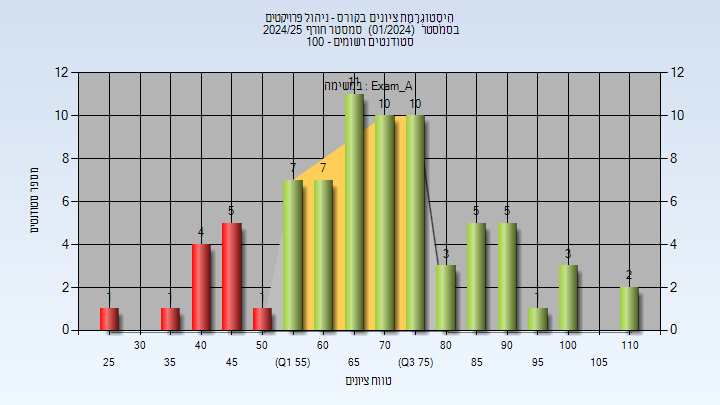 היסטוגרמת ציונים בקורס - ניהול פרויקטים
בסמסטר (01/2024) סמסטר חורף 2024/25
סטודנטים רשומים - 100
במשימה : Exam_A
מספר סטודנטים
12 12
10 10
8 8
6 6
4 4
2 2
0 0
1 1 4 5 1 7 7 11 10 10 3 5 5 1 3 2
30 40 50 60 70 80 90 100 110
25 35 45 (Q1 55) 65 (Q3 75) 85 95 105
טווח ציונים